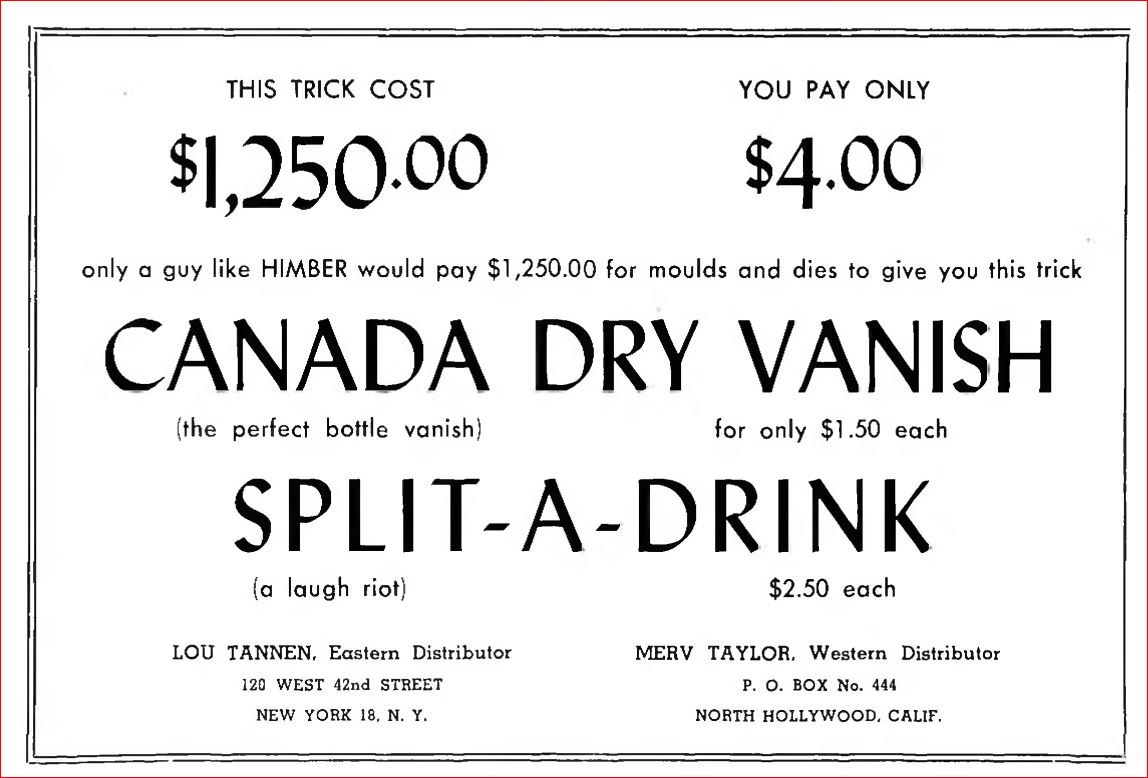 THIS TRICK COST
YOU PAY ONLY
$1,250.00
$4.00
only a guy like HIMBER would pay $1,250.00 for moulds and dies to give you this trick
CANADA DRY VANISH
(the perfect bottle vanish)
for only $1.50 each
SPLIT-A-DRINK
(a laugh riot)
$2.50 each
LOU TANNEN, Eastern Distributor
120 WEST 42nd STREET
NEW YORK 18, N. Y.
MERV TAYLOR, Western Distributor
P. O. BOX No. 444
NORTH HOLLYWOOD, CALIF.